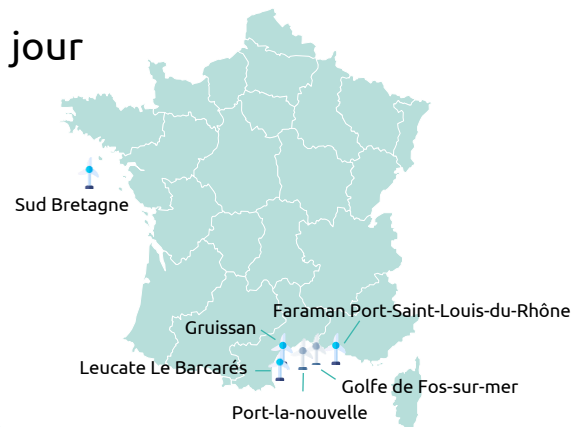 jour
Sud Bretagne
Faraman Port-Saint-Louis-du-Rhône
Gruissan
Leucate Le Barcarés
Golfe de Fos-sur-mer
Port-la-nouvelle